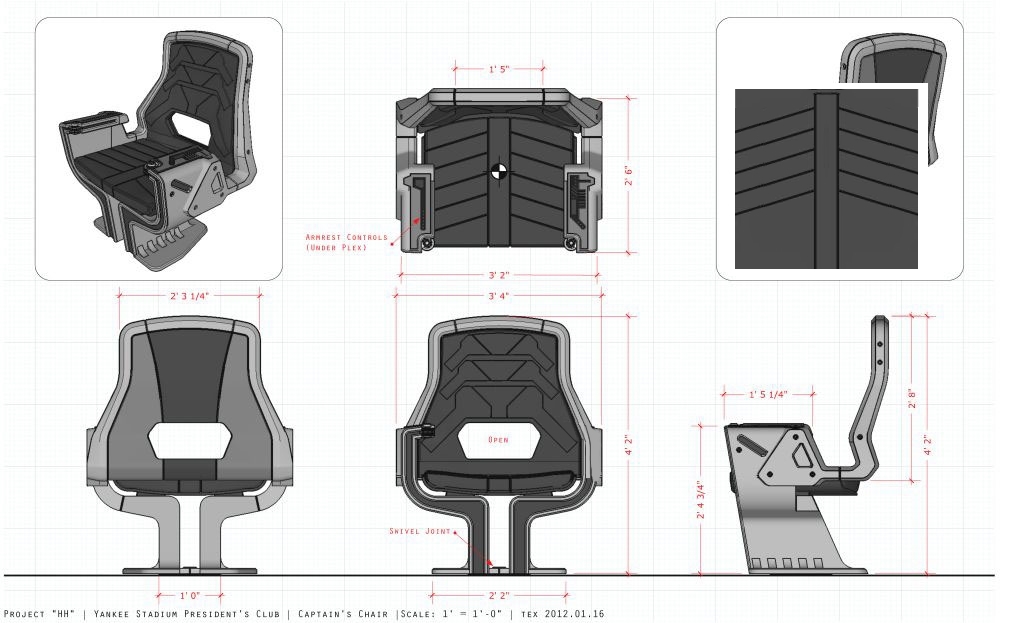 1' 5"
2' 6"
Armrest Controls
(Under Plex)
3' 2"
2' 3 1/4"
3' 4"
Open
4' 2"
Swivel Joint
1' 5 1/4"
2' 8"
4' 2"
2' 4 3/4"
1' 0"
2' 2"
Project "HH" | Yankee Stadium President's Club | Captain's Chair |Scale: 1' = 1'-0" | tex 2012.01.16